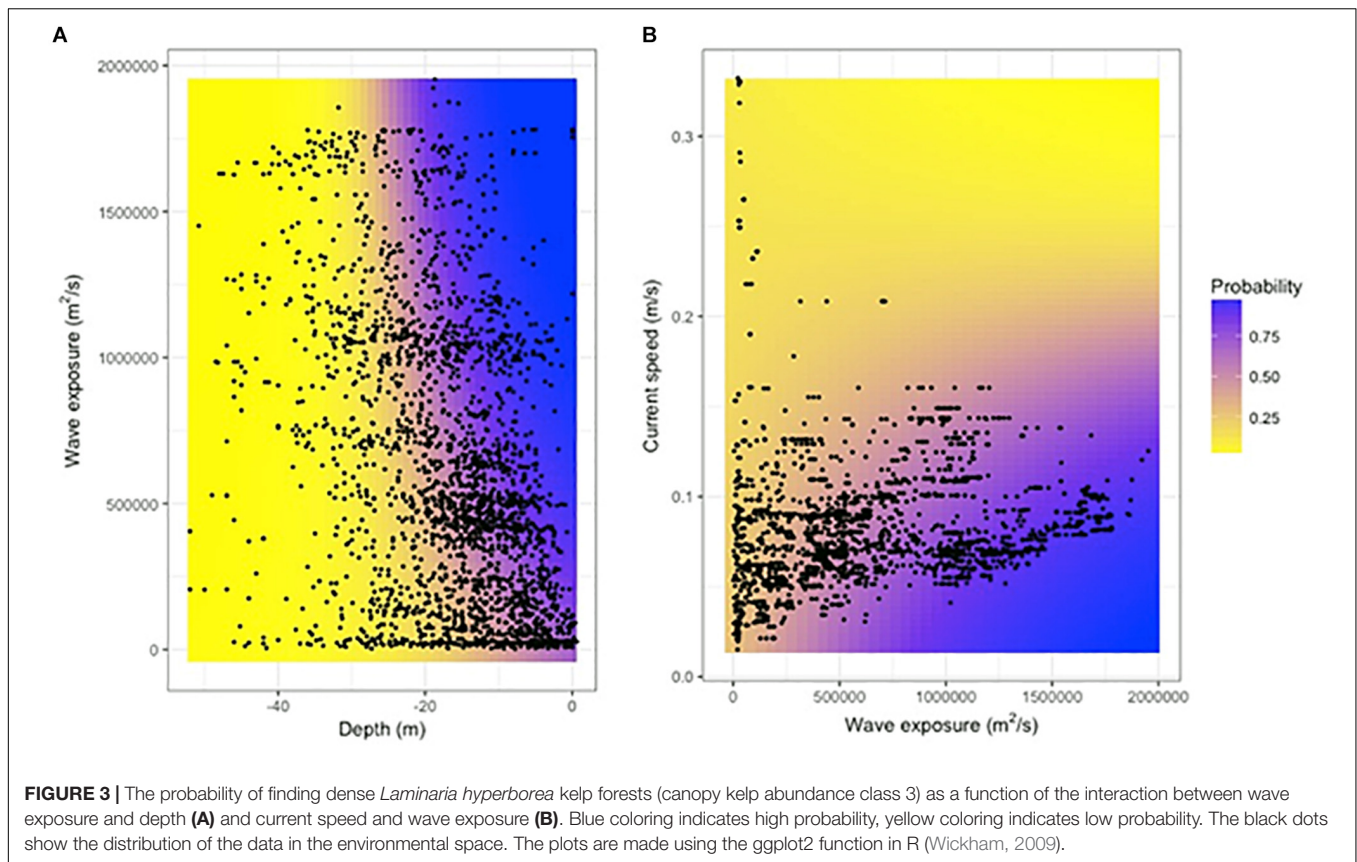 A
B
2000000
1500000
1000000
500000
0
Wave exposure (m²/s)
-40
-20
0
Depth (m)
0.3
0.2
0.1
0.0
Current speed (m/s)
0
500000
1000000
1500000
2000000
Wave exposure (m²/s)
Probability
0.75
0.50
0.25
FIGURE 3 | The probability of finding dense Laminaria hyperborea kelp forests (canopy kelp abundance class 3) as a function of the interaction between wave
exposure and depth (A) and current speed and wave exposure (B). Blue coloring indicates high probability, yellow coloring indicates low probability. The black dots
show the distribution of the data in the environmental space. The plots are made using the ggplot2 function in R (Wickham, 2009).